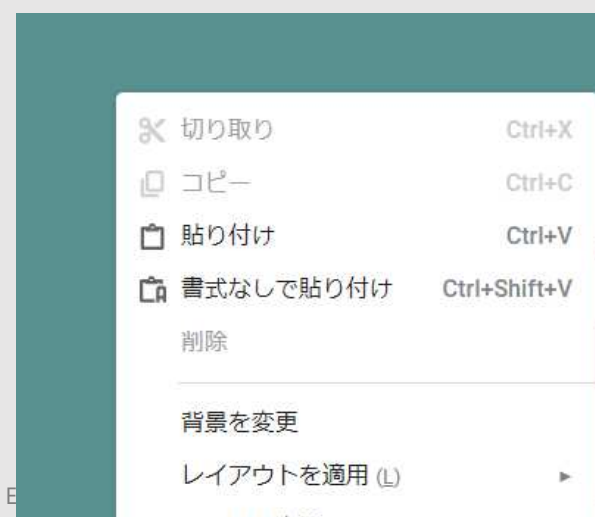 切り取り Ctrl+X
コピー Ctrl+C
貼り付け Ctrl+V
書式なしで貼り付け Ctrl+Shift+V
削除
背景を変更
レイアウトを適用 (L) ►